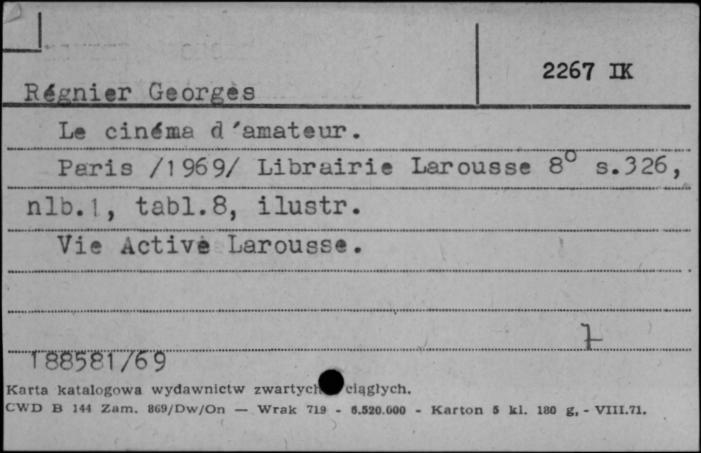 2267 IK
Régnier Georges
Le cinéma d'amateur.
Paris /1969/ Librairie Larousse 8° s.326,
nlb.1, tabl.8, ilustr.
Vie Active Larousse.
7
188581/69
Karta katalogowa wydawnictw zwartych ciągłych.
CWD B 144 Zam. 869/Dw/On — Wrak 719 - 6.520.000 - Karton 5 kl. 180 g. - VIII.71.